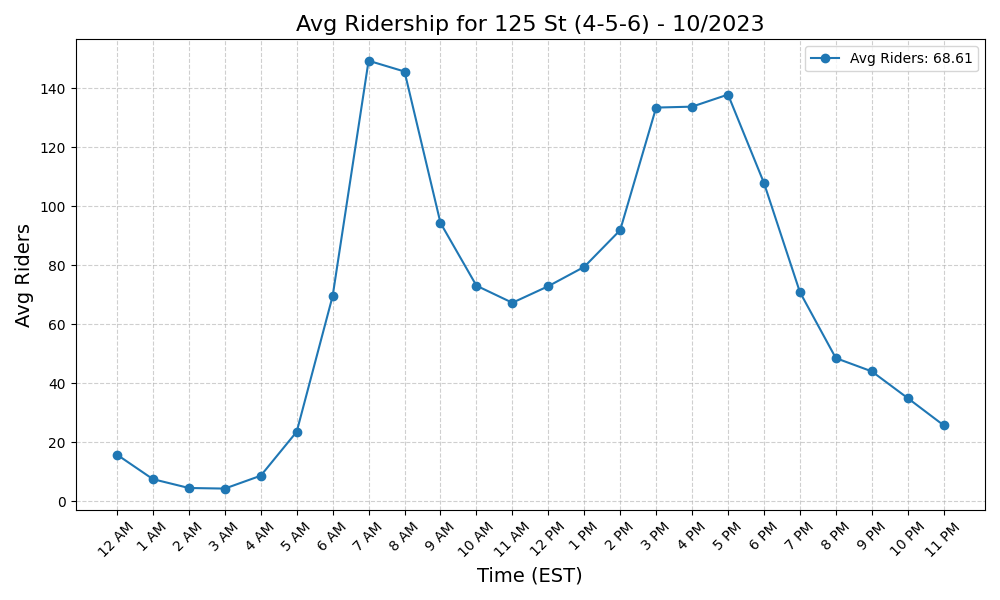 Avg Ridership for 125 St (4-5-6) - 10/2023
Avg Riders: 68.61
Avg Riders
140
120
100
80
60
40
20
0
12 AM
1 AM
2 AM
3 AM
4 AM
5 AM
6 AM
7 AM
8 AM
9 AM
10 AM
11 AM
12 PM
1 PM
2 PM
3 PM
4 PM
5 PM
6 PM
7 PM
8 PM
9 PM
10 PM
11 PM
Time (EST)